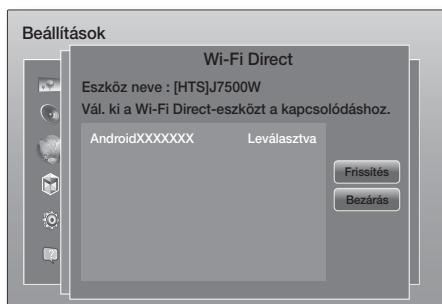 Beállítások
Wi-Fi Direct
Eszköz neve : [HTS]J7500W
Vál. ki a Wi-Fi Direct-eszközt a kapcsolódáshoz.
AndroidXXXXXXX Leválasztva
Frissítés
Bezárás
?